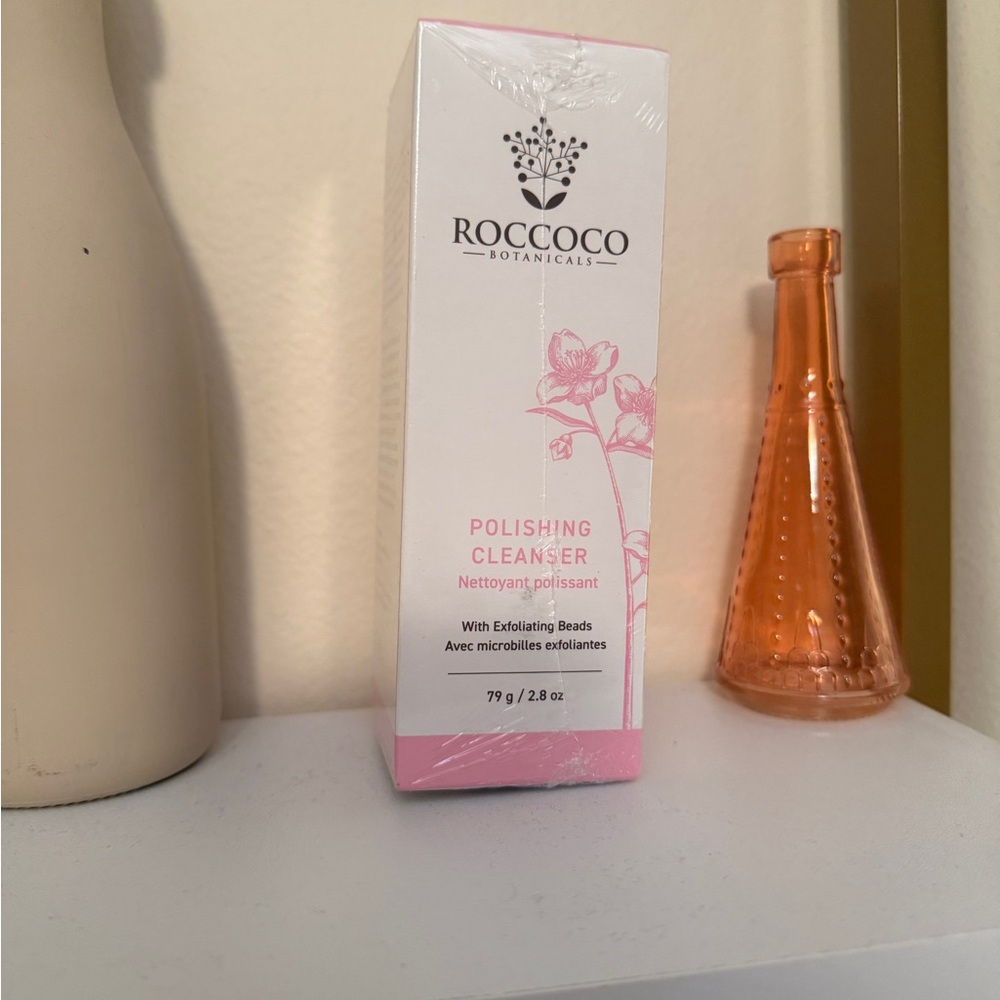 ROCCOCO
BOTANICALS
POLISHING
CLEANSER
Nettoyant polissant
With Exfoliating Beads
Avec microbilles exfoliantes
79 g / 2.8 oz